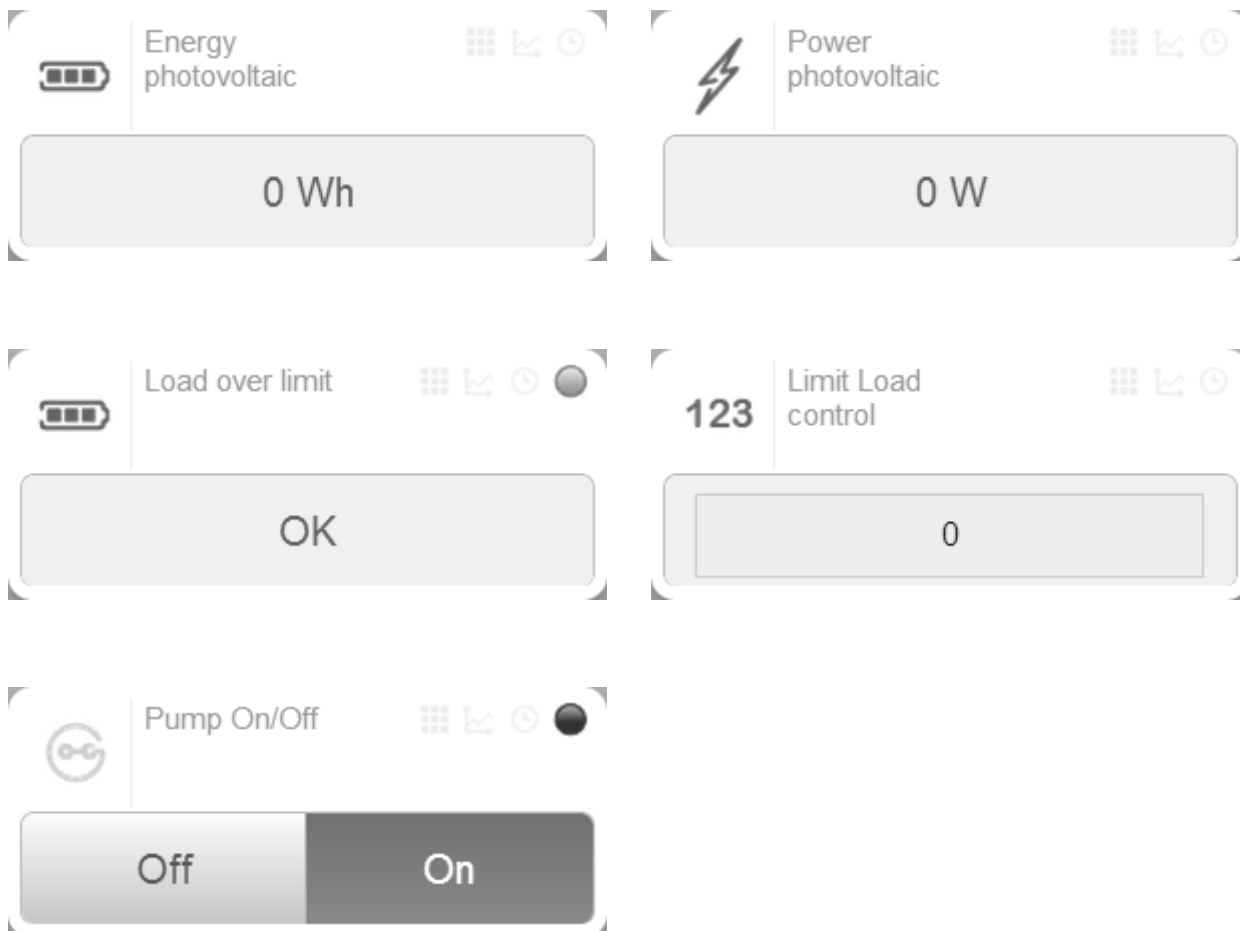 Energy
photovoltaic
0 Wh
Power
photovoltaic
0 W
Load over limit
OK
123
Limit Load
control
0
Pump On/Off
Off
On